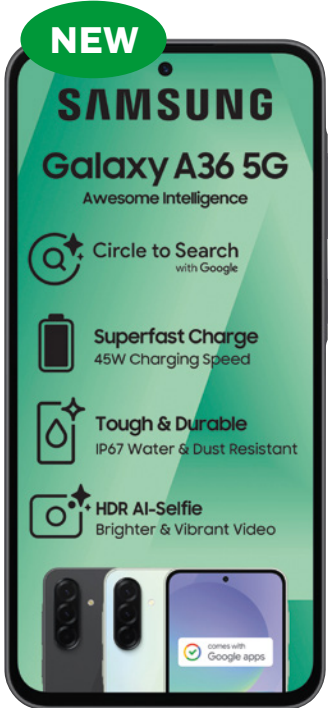 NEW
SAMSUNG
Galaxy A36 5G
Awesome Intelligence
Circle to Search
with Google
Superfast Charge
45W Charging Speed
Tough & Durable
IP67 Water & Dust Resistant
HDR AI-Selfie
Brighter & Vibrant Video
comes with
Google apps